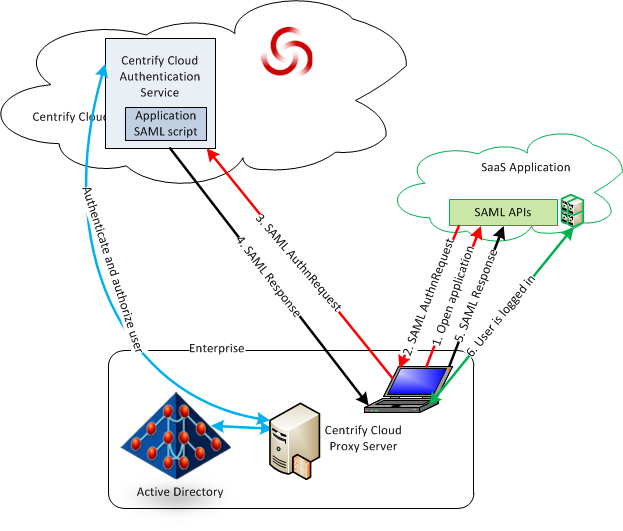 Centrify Cloud
Authentication
Service
Application
SAML script
Centrify Cloud
SaaS Application
SAML APIs
Authenticate and authorize user
3. SAML AuthnRequest
4. SAML Response
2. SAML AuthnRequest
1. Open application
5. SAML Response
6. User is logged in
Enterprise
Centrify Cloud
Proxy Server
Active Directory